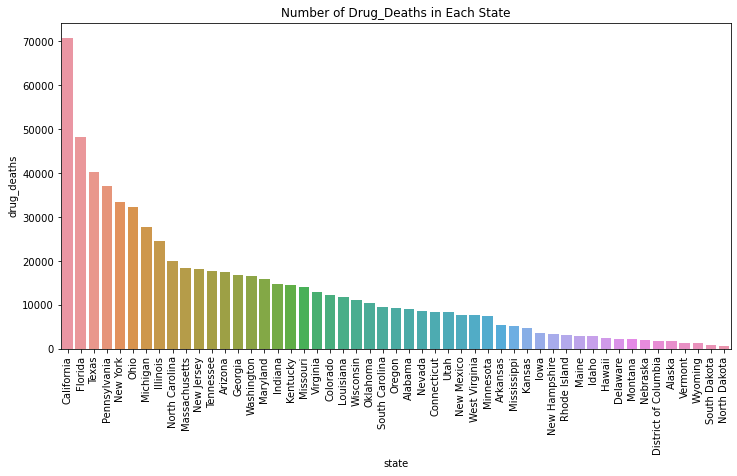 Number of Drug_Deaths in Each State
drug_deaths
70000
60000
50000
40000
30000
20000
10000
0
California
Florida
Texas
Pennsylvania
New York
Ohio
Michigan
Illinois
North Carolina
Massachusetts
New Jersey
Tennessee
Arizona
Georgia
Washington
Maryland
Indiana
Kentucky
Missouri
Virginia
Colorado
Louisiana
Wisconsin
Oklahoma
South Carolina
Oregon
Alabama
Nevada
Connecticut
Utah
New Mexico
West Virginia
Minnesota
Arkansas
Mississippi
Kansas
Iowa
New Hampshire
Rhode Island
Maine
Idaho
Hawaii
Delaware
Montana
Nebraska
District of Columbia
Alaska
Vermont
Wyoming
South Dakota
North Dakota
state